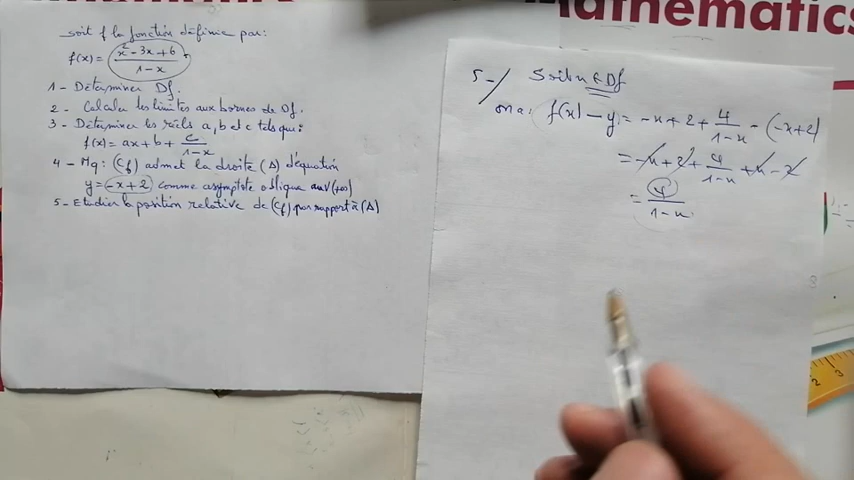 Mathematics
soit f la fonction définie par:
f(x) = x² - 3x + 6 / 1 - x .
1 - Déterminer Df.
2 - Calculer les limites aux bornes de Df.
3 - Déterminer les réels a, b et c tels que:
f(x) = ax + b + c / 1 - x
4 - Mq: (Cf) admet la droite (Δ) d'équation
y = -x + 2 comme asymptote oblique au v(±∞)
5 - Etudier la position relative de (Cf) par rapport à (Δ)
5 - / Soit x ∈ Df
on a: f(x) - y = -x + 2 + 4 / 1 - x - (-x + 2)
= -x + 2 + 4 / 1 - x + x - 2
= 4 / 1 - x
2 3